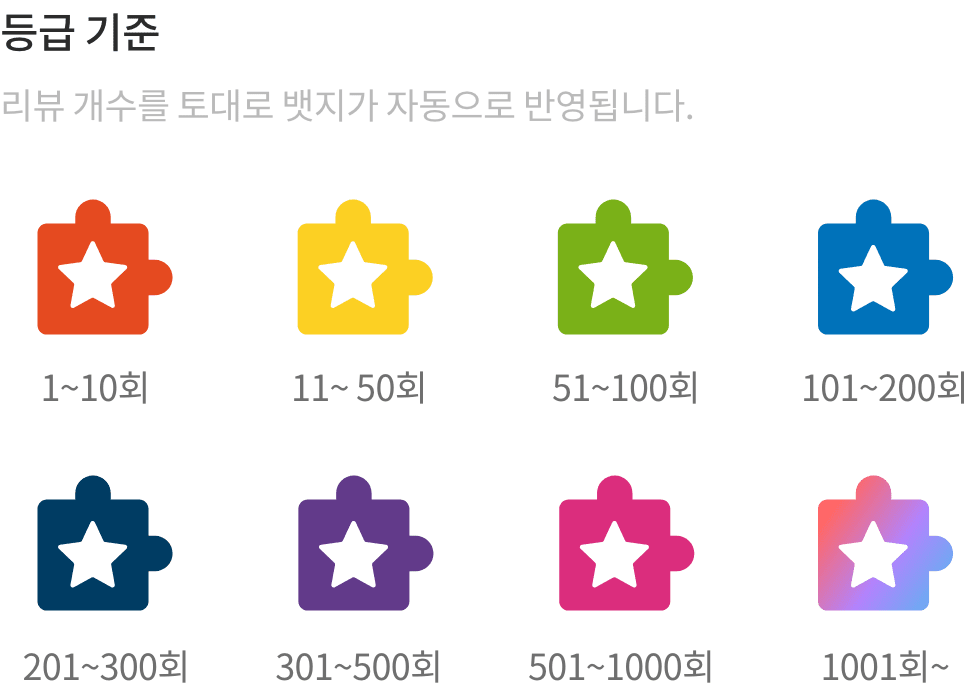 등급 기준
리뷰 개수를 토대로 뱃지가 자동으로 반영됩니다.
1~10회
11~ 50회
51~100회
101~200회
201~300회
301~500회
501~1000회
1001회~